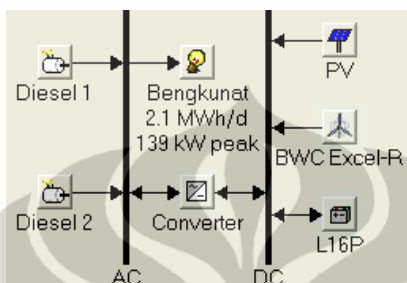 Diesel 1
Bengkunat
2.1 MWh/d
139 kW peak
PV
BWC Excel-R
Diesel 2
Converter
L16P
AC
DC